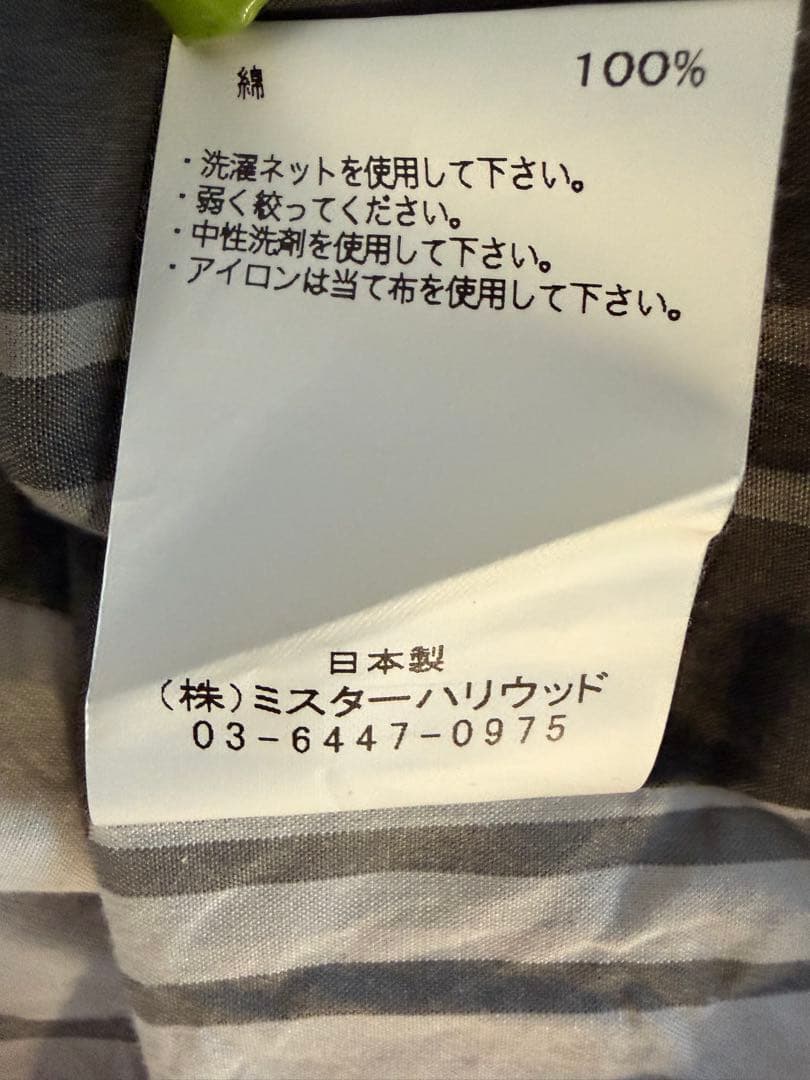 綿 100%
・洗濯ネットを使用して下さい。
・弱く絞ってください。
・中性洗剤を使用して下さい。
・アイロンは当て布を使用して下さい。
日本製
(株)ミスターハリウッド
03-6447-0975